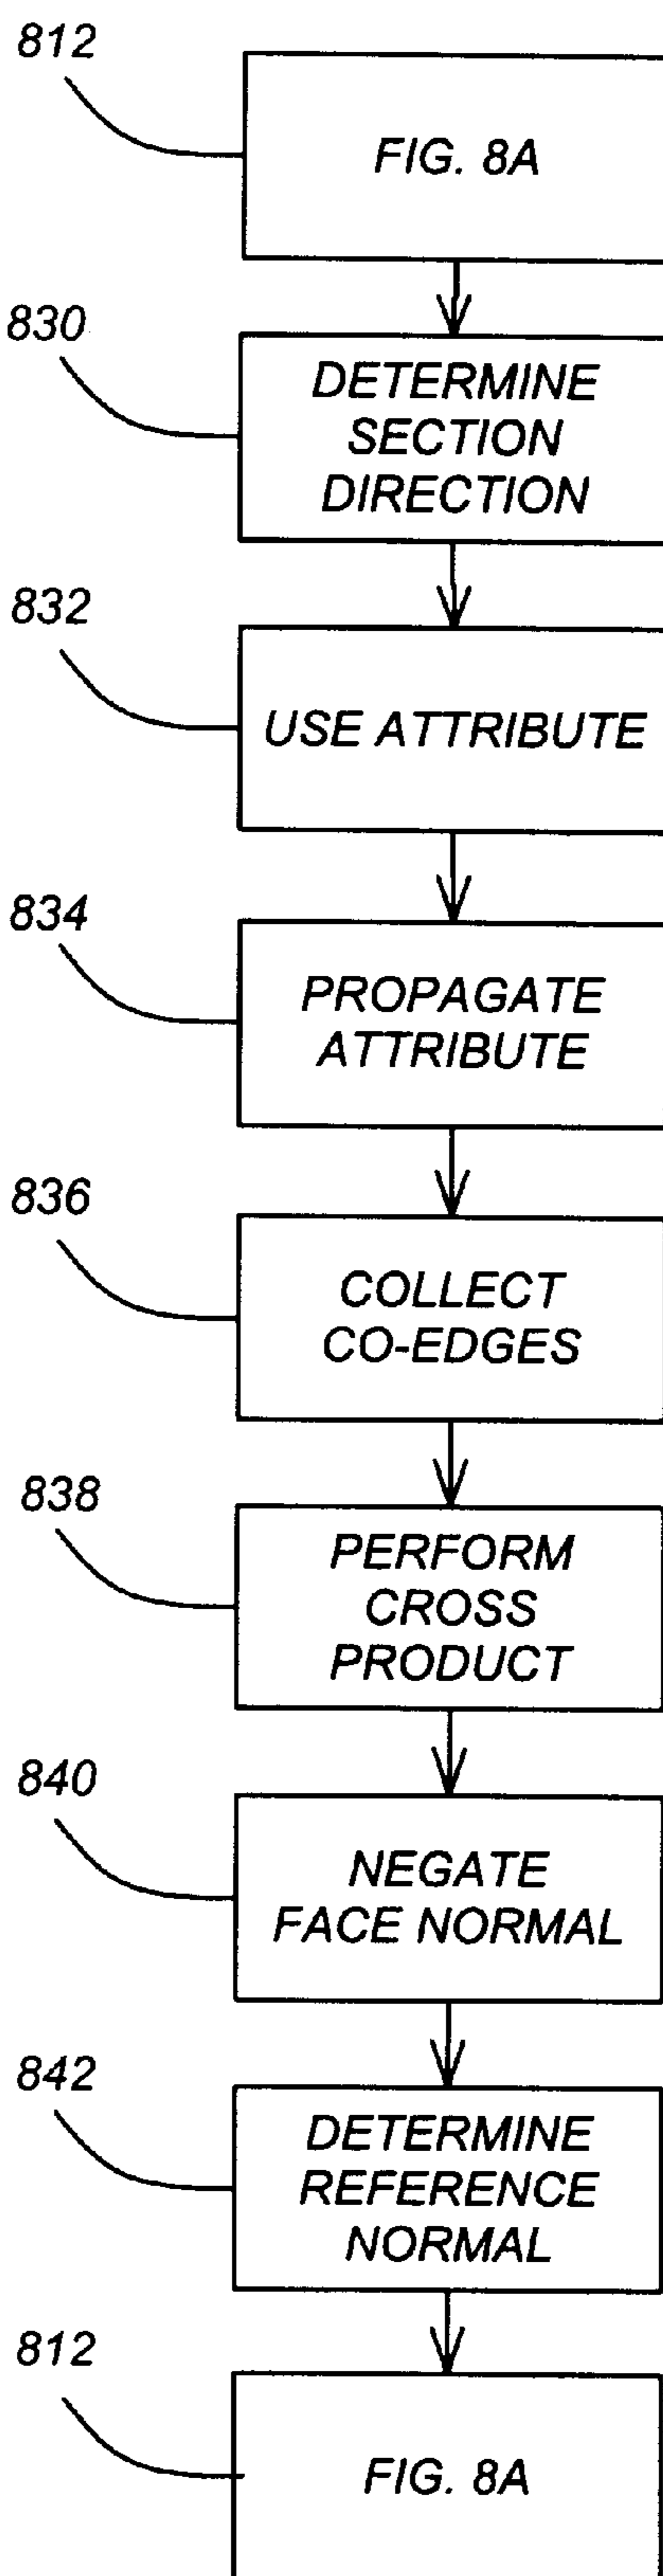 812
FIG. 8A
830
DETERMINE
SECTION
DIRECTION
832
USE ATTRIBUTE
834
PROPAGATE
ATTRIBUTE
836
COLLECT
CO-EDGES
838
PERFORM
CROSS
PRODUCT
840
NEGATE
FACE NORMAL
842
DETERMINE
REFERENCE
NORMAL
812
FIG. 8A